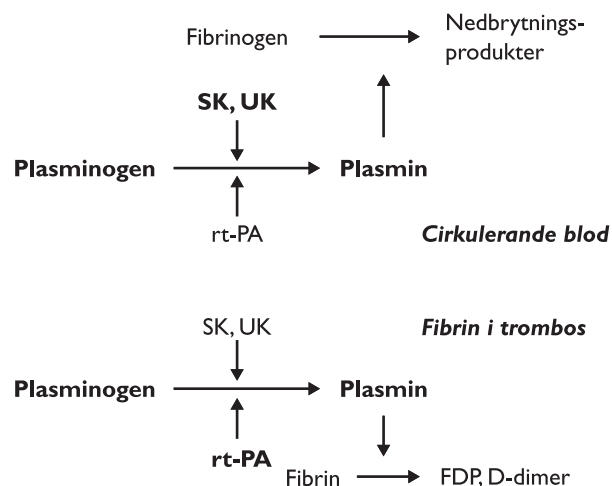 Fibrinogen
Nedbrytnings-
produkter
SK, UK
Plasminogen
Plasmin
rt-PA
Cirkulerande blod
SK, UK
Fibrin i trombos
Plasminogen
Plasmin
rt-PA
Fibrin
FDP, D-dimer